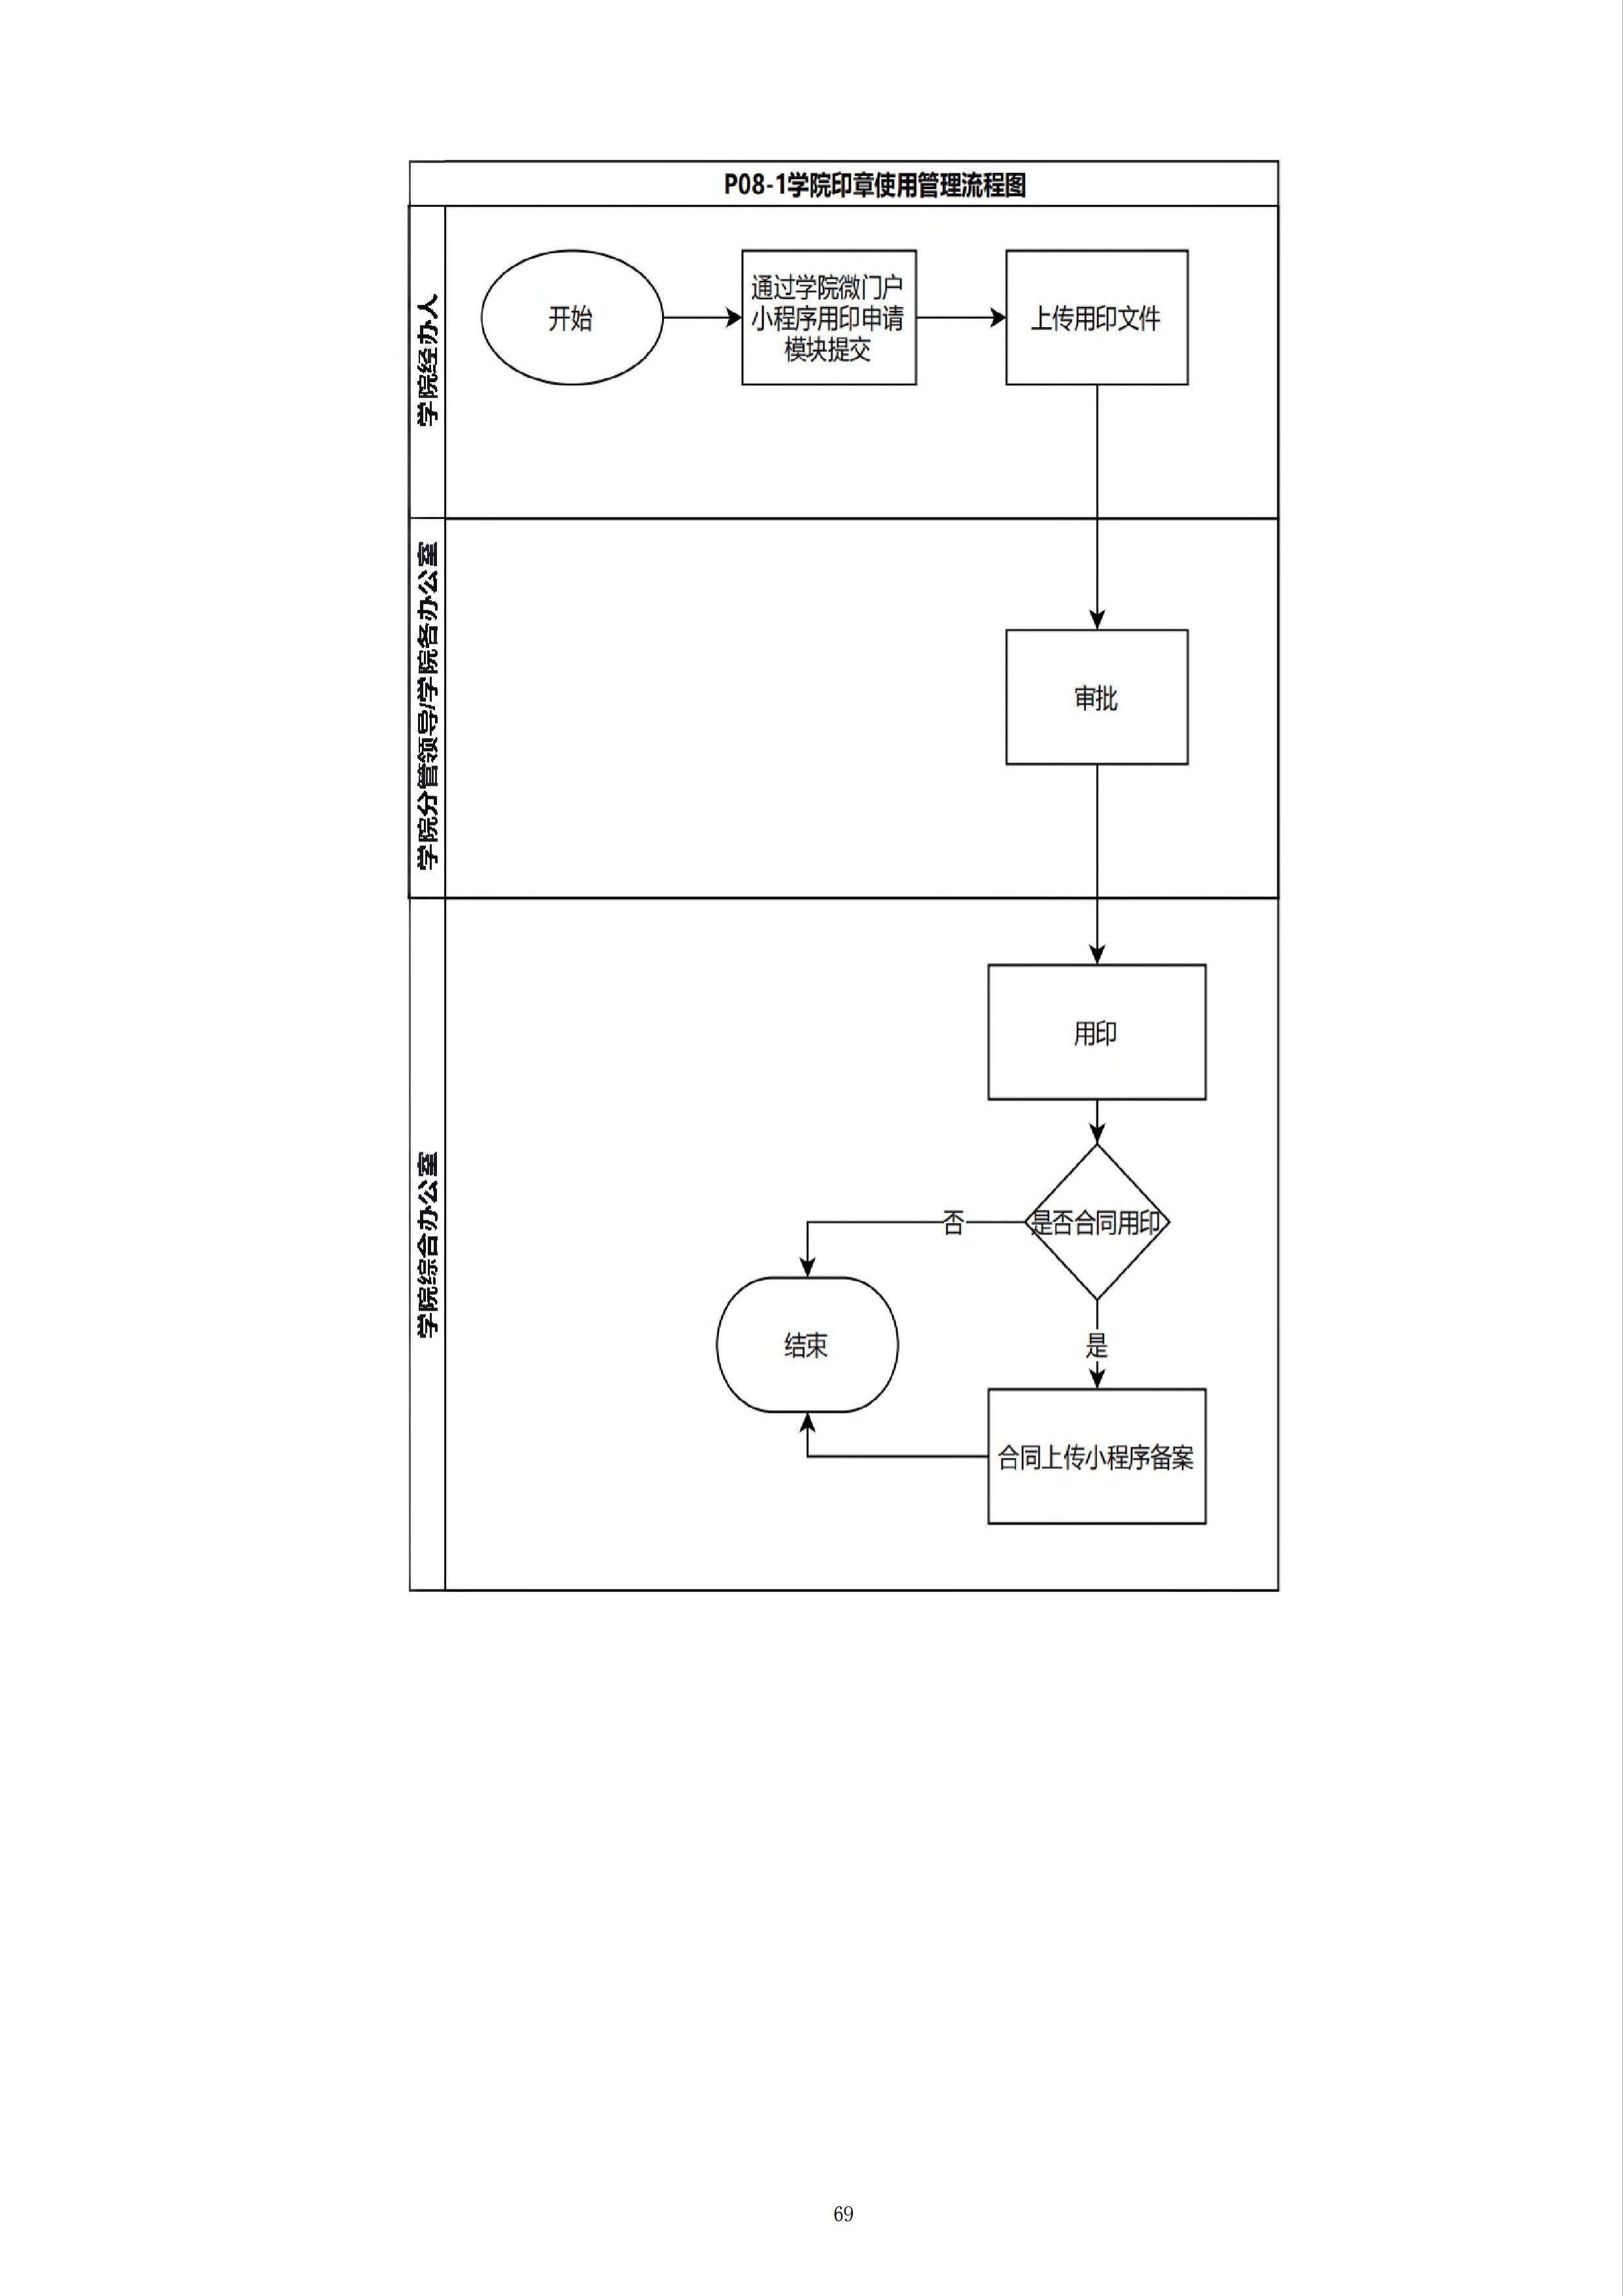 P08-1学院印章使用管理流程图
学院经办人
开始
通过学院微门户
小程序用印申请
模块提交
上传用印文件
学院分管领导/学院各办公室
审批
学院综合办公室
用印
是否合同用印
否
是
结束
合同上传小程序备案
69